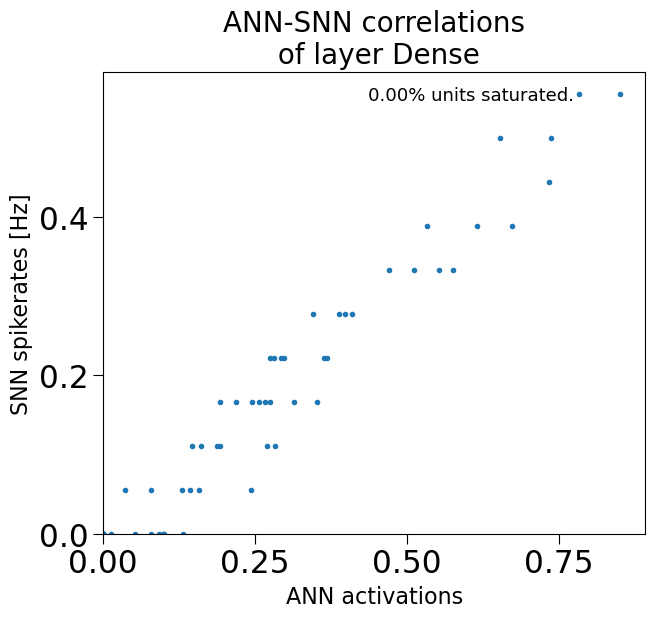 ANN-SNN correlations
of layer Dense
0.00% units saturated.
SNN spikerates [Hz]
0.4
0.2
0.0
0.00 0.25 0.50 0.75
ANN activations